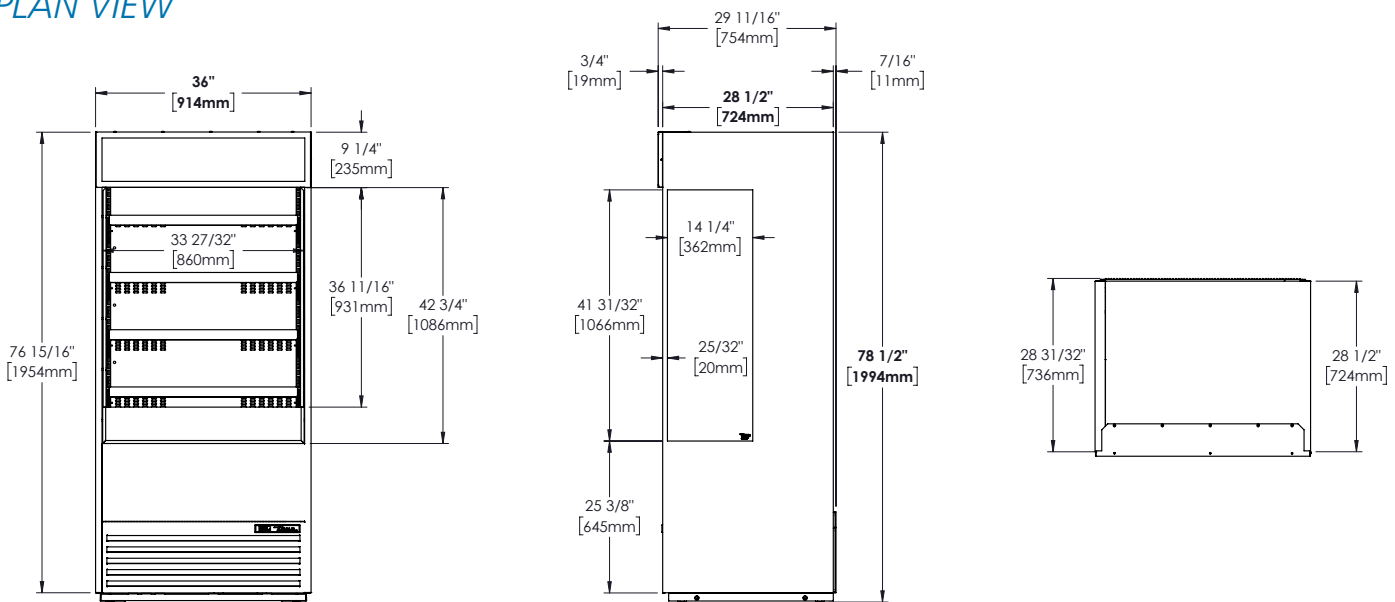 PLAN VIEW
36"
[914mm]
9 1/4"
[235mm]
33 27/32"
[860mm]
36 11/16"
[931mm]
42 3/4"
[1086mm]
76 15/16"
[1954mm]
29 11/16"
[754mm]
3/4"
[19mm]
7/16"
[11mm]
28 1/2"
[724mm]
14 1/4"
[362mm]
41 31/32"
[1066mm]
25/32"
[20mm]
78 1/2"
[1994mm]
25 3/8"
[645mm]
28 31/32"
[736mm]
28 1/2"
[724mm]